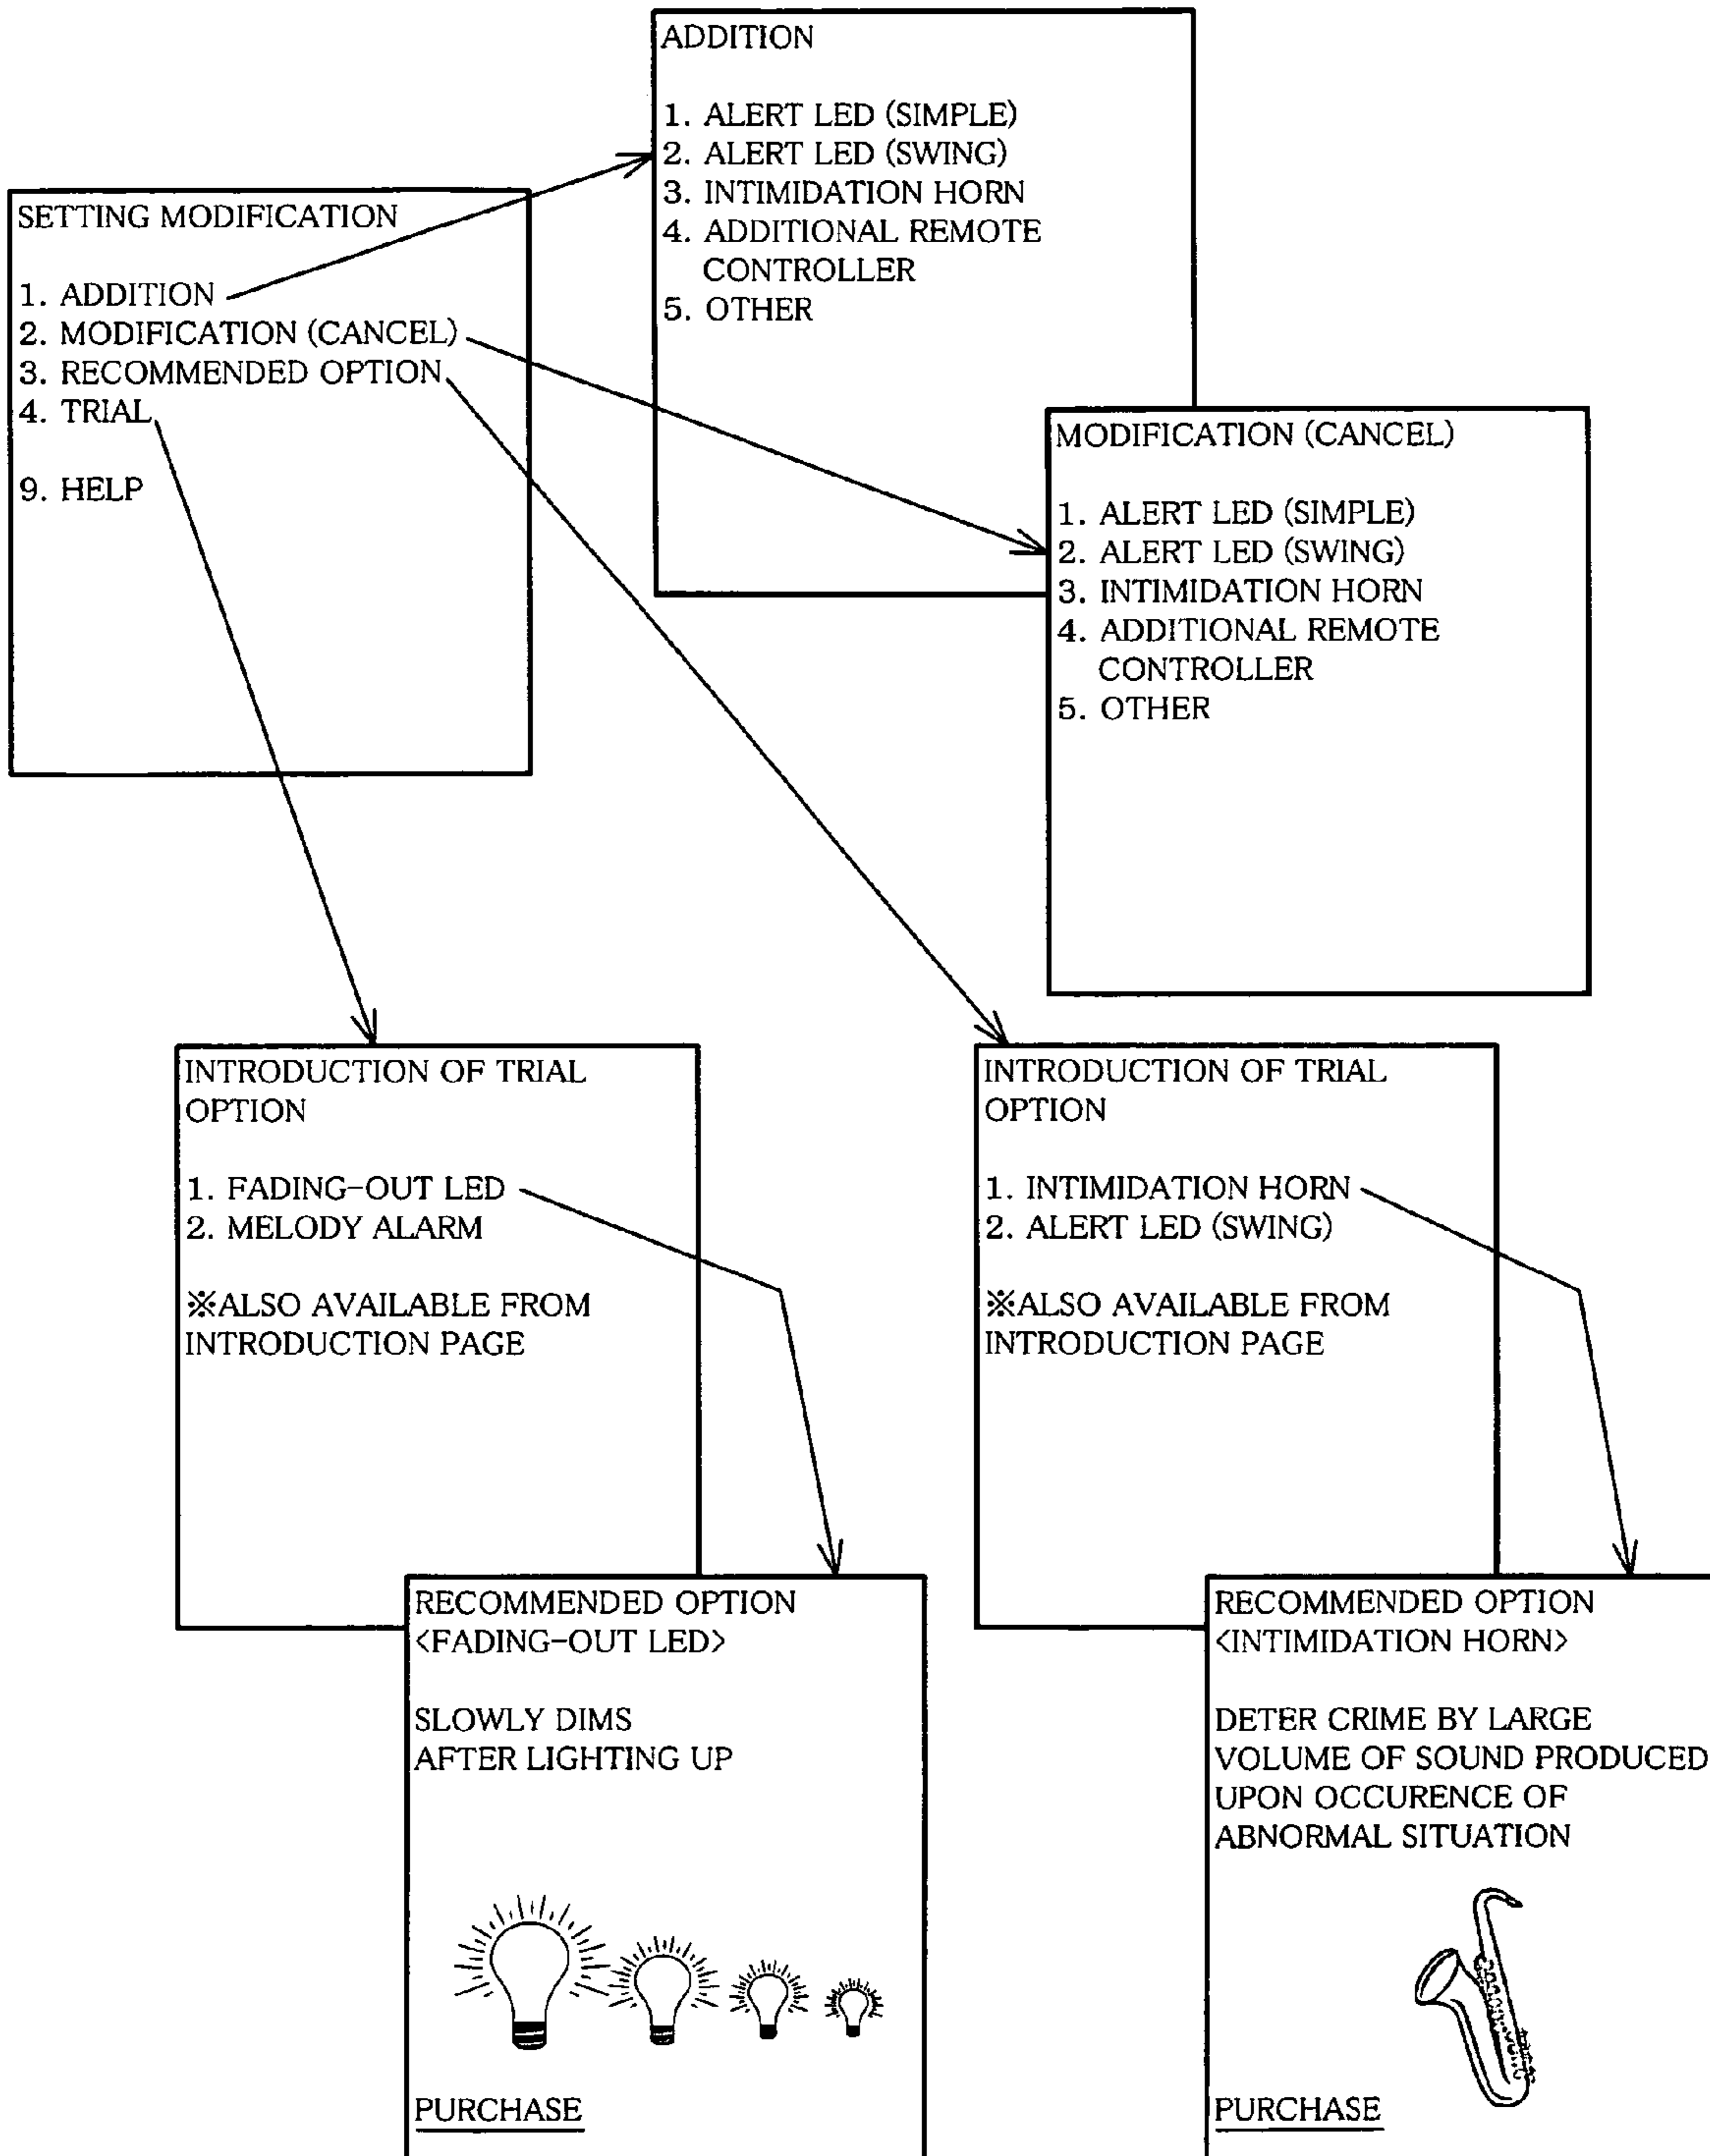 ADDITION
1. ALERT LED (SIMPLE)
2. ALERT LED (SWING)
3. INTIMIDATION HORN
4. ADDITIONAL REMOTE
CONTROLLER
5. OTHER
SETTING MODIFICATION
1. ADDITION
2. MODIFICATION (CANCEL)
3. RECOMMENDED OPTION
4. TRIAL
9. HELP
MODIFICATION (CANCEL)
1. ALERT LED (SIMPLE)
2. ALERT LED (SWING)
3. INTIMIDATION HORN
4. ADDITIONAL REMOTE
CONTROLLER
5. OTHER
INTRODUCTION OF TRIAL
OPTION
1. FADING-OUT LED
2. MELODY ALARM
※ALSO AVAILABLE FROM
INTRODUCTION PAGE
INTRODUCTION OF TRIAL
OPTION
1. INTIMIDATION HORN
2. ALERT LED (SWING)
※ALSO AVAILABLE FROM
INTRODUCTION PAGE
RECOMMENDED OPTION
<FADING-OUT LED>
SLOWLY DIMS
AFTER LIGHTING UP
PURCHASE
RECOMMENDED OPTION
<INTIMIDATION HORN>
DETER CRIME BY LARGE
VOLUME OF SOUND PRODUCED
UPON OCCURENCE OF
ABNORMAL SITUATION
PURCHASE